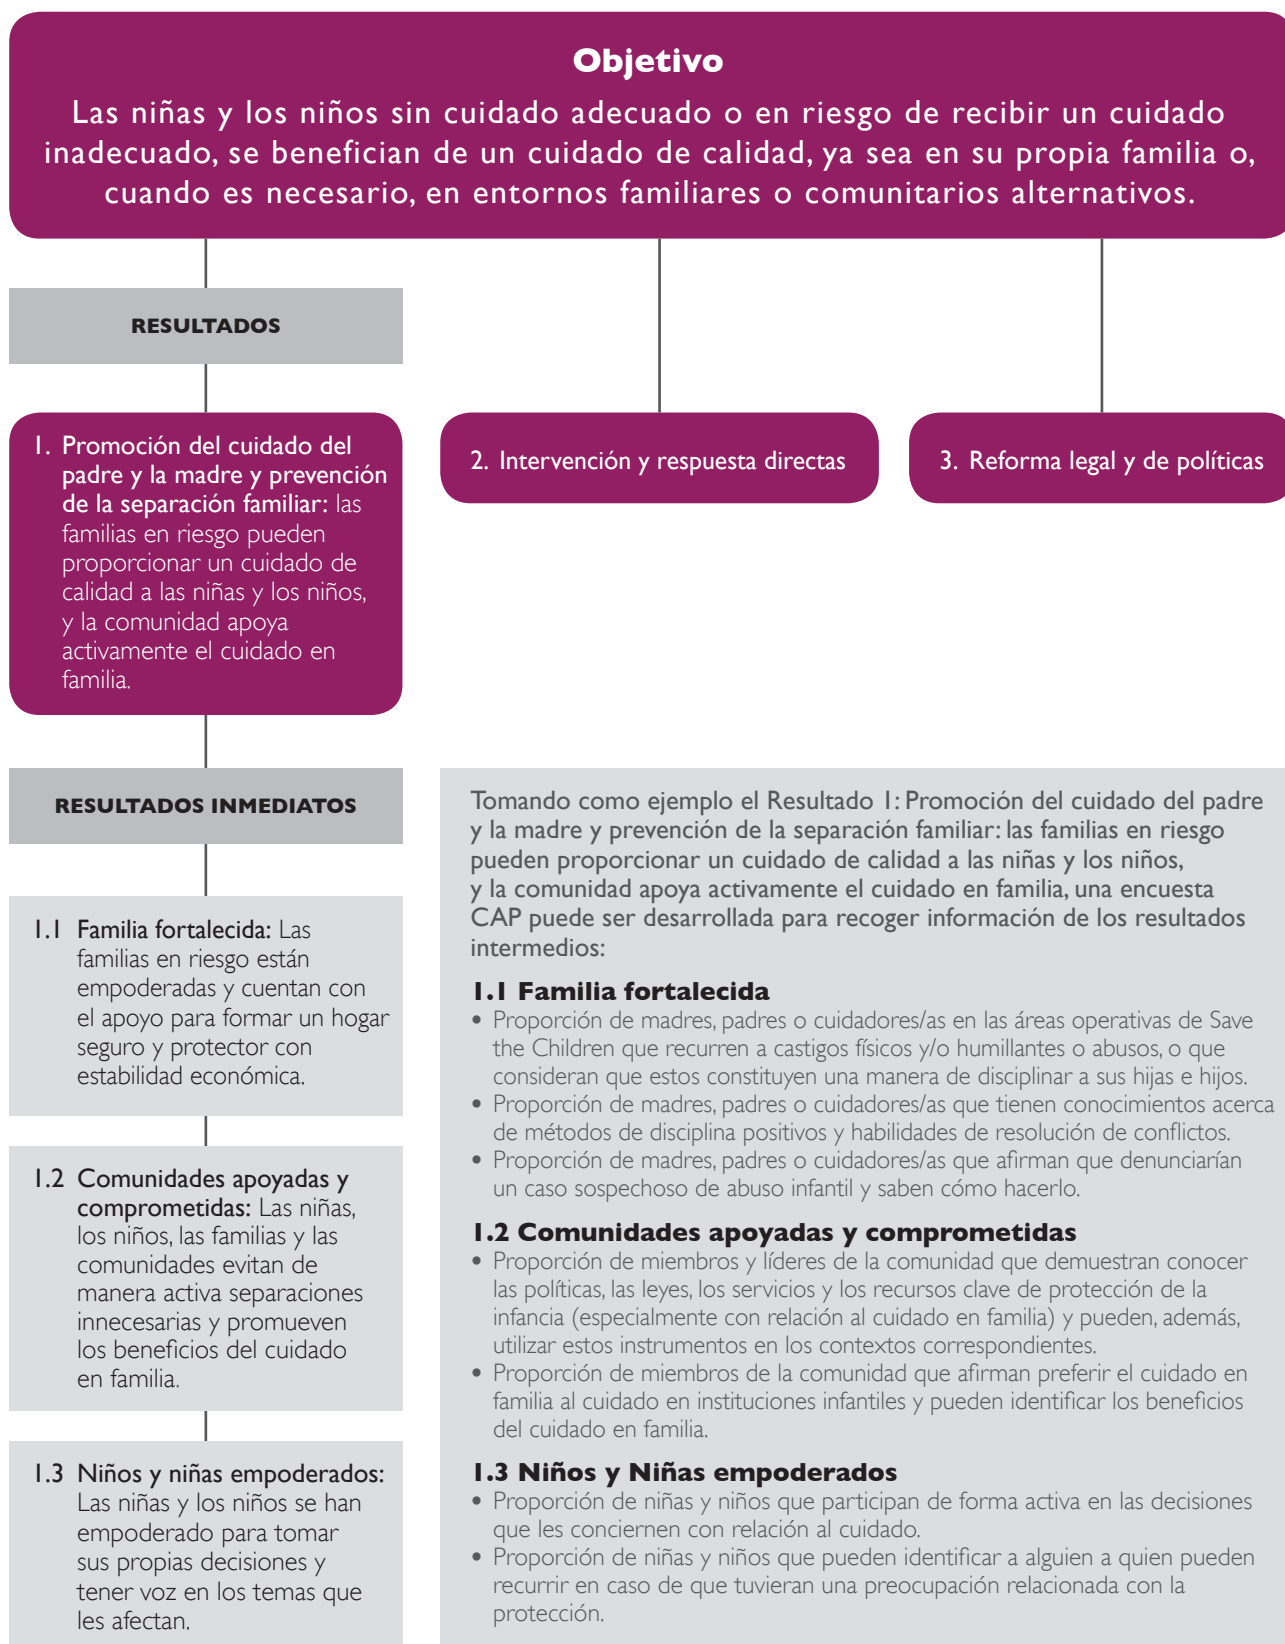 Objetivo
Las niñas y los niños sin cuidado adecuado o en riesgo de recibir un cuidado
inadecuado, se benefician de un cuidado de calidad, ya sea en su propia familia o,
cuando es necesario, en entornos familiares o comunitarios alternativos.
RESULTADOS
1. Promoción del cuidado del
padre y la madre y prevención
de la separación familiar: las
familias en riesgo pueden
proporcionar un cuidado de
calidad a las niñas y los niños,
y la comunidad apoya
activamente el cuidado en
familia.
2. Intervención y respuesta directas
3. Reforma legal y de políticas
RESULTADOS INMEDIATOS
1.1 Familia fortalecida: Las
familias en riesgo están
empoderadas y cuentan con
el apoyo para formar un hogar
seguro y protector con
estabilidad económica.
1.2 Comunidades apoyadas y
comprometidas: Las niñas,
los niños, las familias y las
comunidades evitan de
manera activa separaciones
innecesarias y promueven
los beneficios del cuidado
en familia.
1.3 Niños y niñas empoderados:
Las niñas y los niños se han
empoderado para tomar
sus propias decisiones y
tener voz en los temas que
les afectan.
Tomando como ejemplo el Resultado 1: Promoción del cuidado del padre
y la madre y prevención de la separación familiar: las familias en riesgo
pueden proporcionar un cuidado de calidad a las niñas y los niños,
y la comunidad apoya activamente el cuidado en familia, una encuesta
CAP puede ser desarrollada para recoger información de los resultados
intermedios:
1.1 Familia fortalecida
• Proporción de madres, padres o cuidadores/as en las áreas operativas de Save
the Children que recurren a castigos físicos y/o humillantes o abusos, o que
consideran que estos constituyen una manera de disciplinar a sus hijas e hijos.
• Proporción de madres, padres o cuidadores/as que tienen conocimientos acerca
de métodos de disciplina positivos y habilidades de resolución de conflictos.
• Proporción de madres, padres o cuidadores/as que afirman que denunciarían
un caso sospechoso de abuso infantil y saben cómo hacerlo.
1.2 Comunidades apoyadas y comprometidas
• Proporción de miembros y líderes de la comunidad que demuestran conocer
las políticas, las leyes, los servicios y los recursos clave de protección de la
infancia (especialmente con relación al cuidado en familia) y pueden, además,
utilizar estos instrumentos en los contextos correspondientes.
• Proporción de miembros de la comunidad que afirman preferir el cuidado en
familia al cuidado en instituciones infantiles y pueden identificar los beneficios
del cuidado en familia.
1.3 Niños y Niñas empoderados
• Proporción de niñas y niños que participan de forma activa en las decisiones
que les conciernen con relación al cuidado.
• Proporción de niñas y niños que pueden identificar a alguien a quien pueden
recurrir en caso de que tuvieran una preocupación relacionada con la
protección.